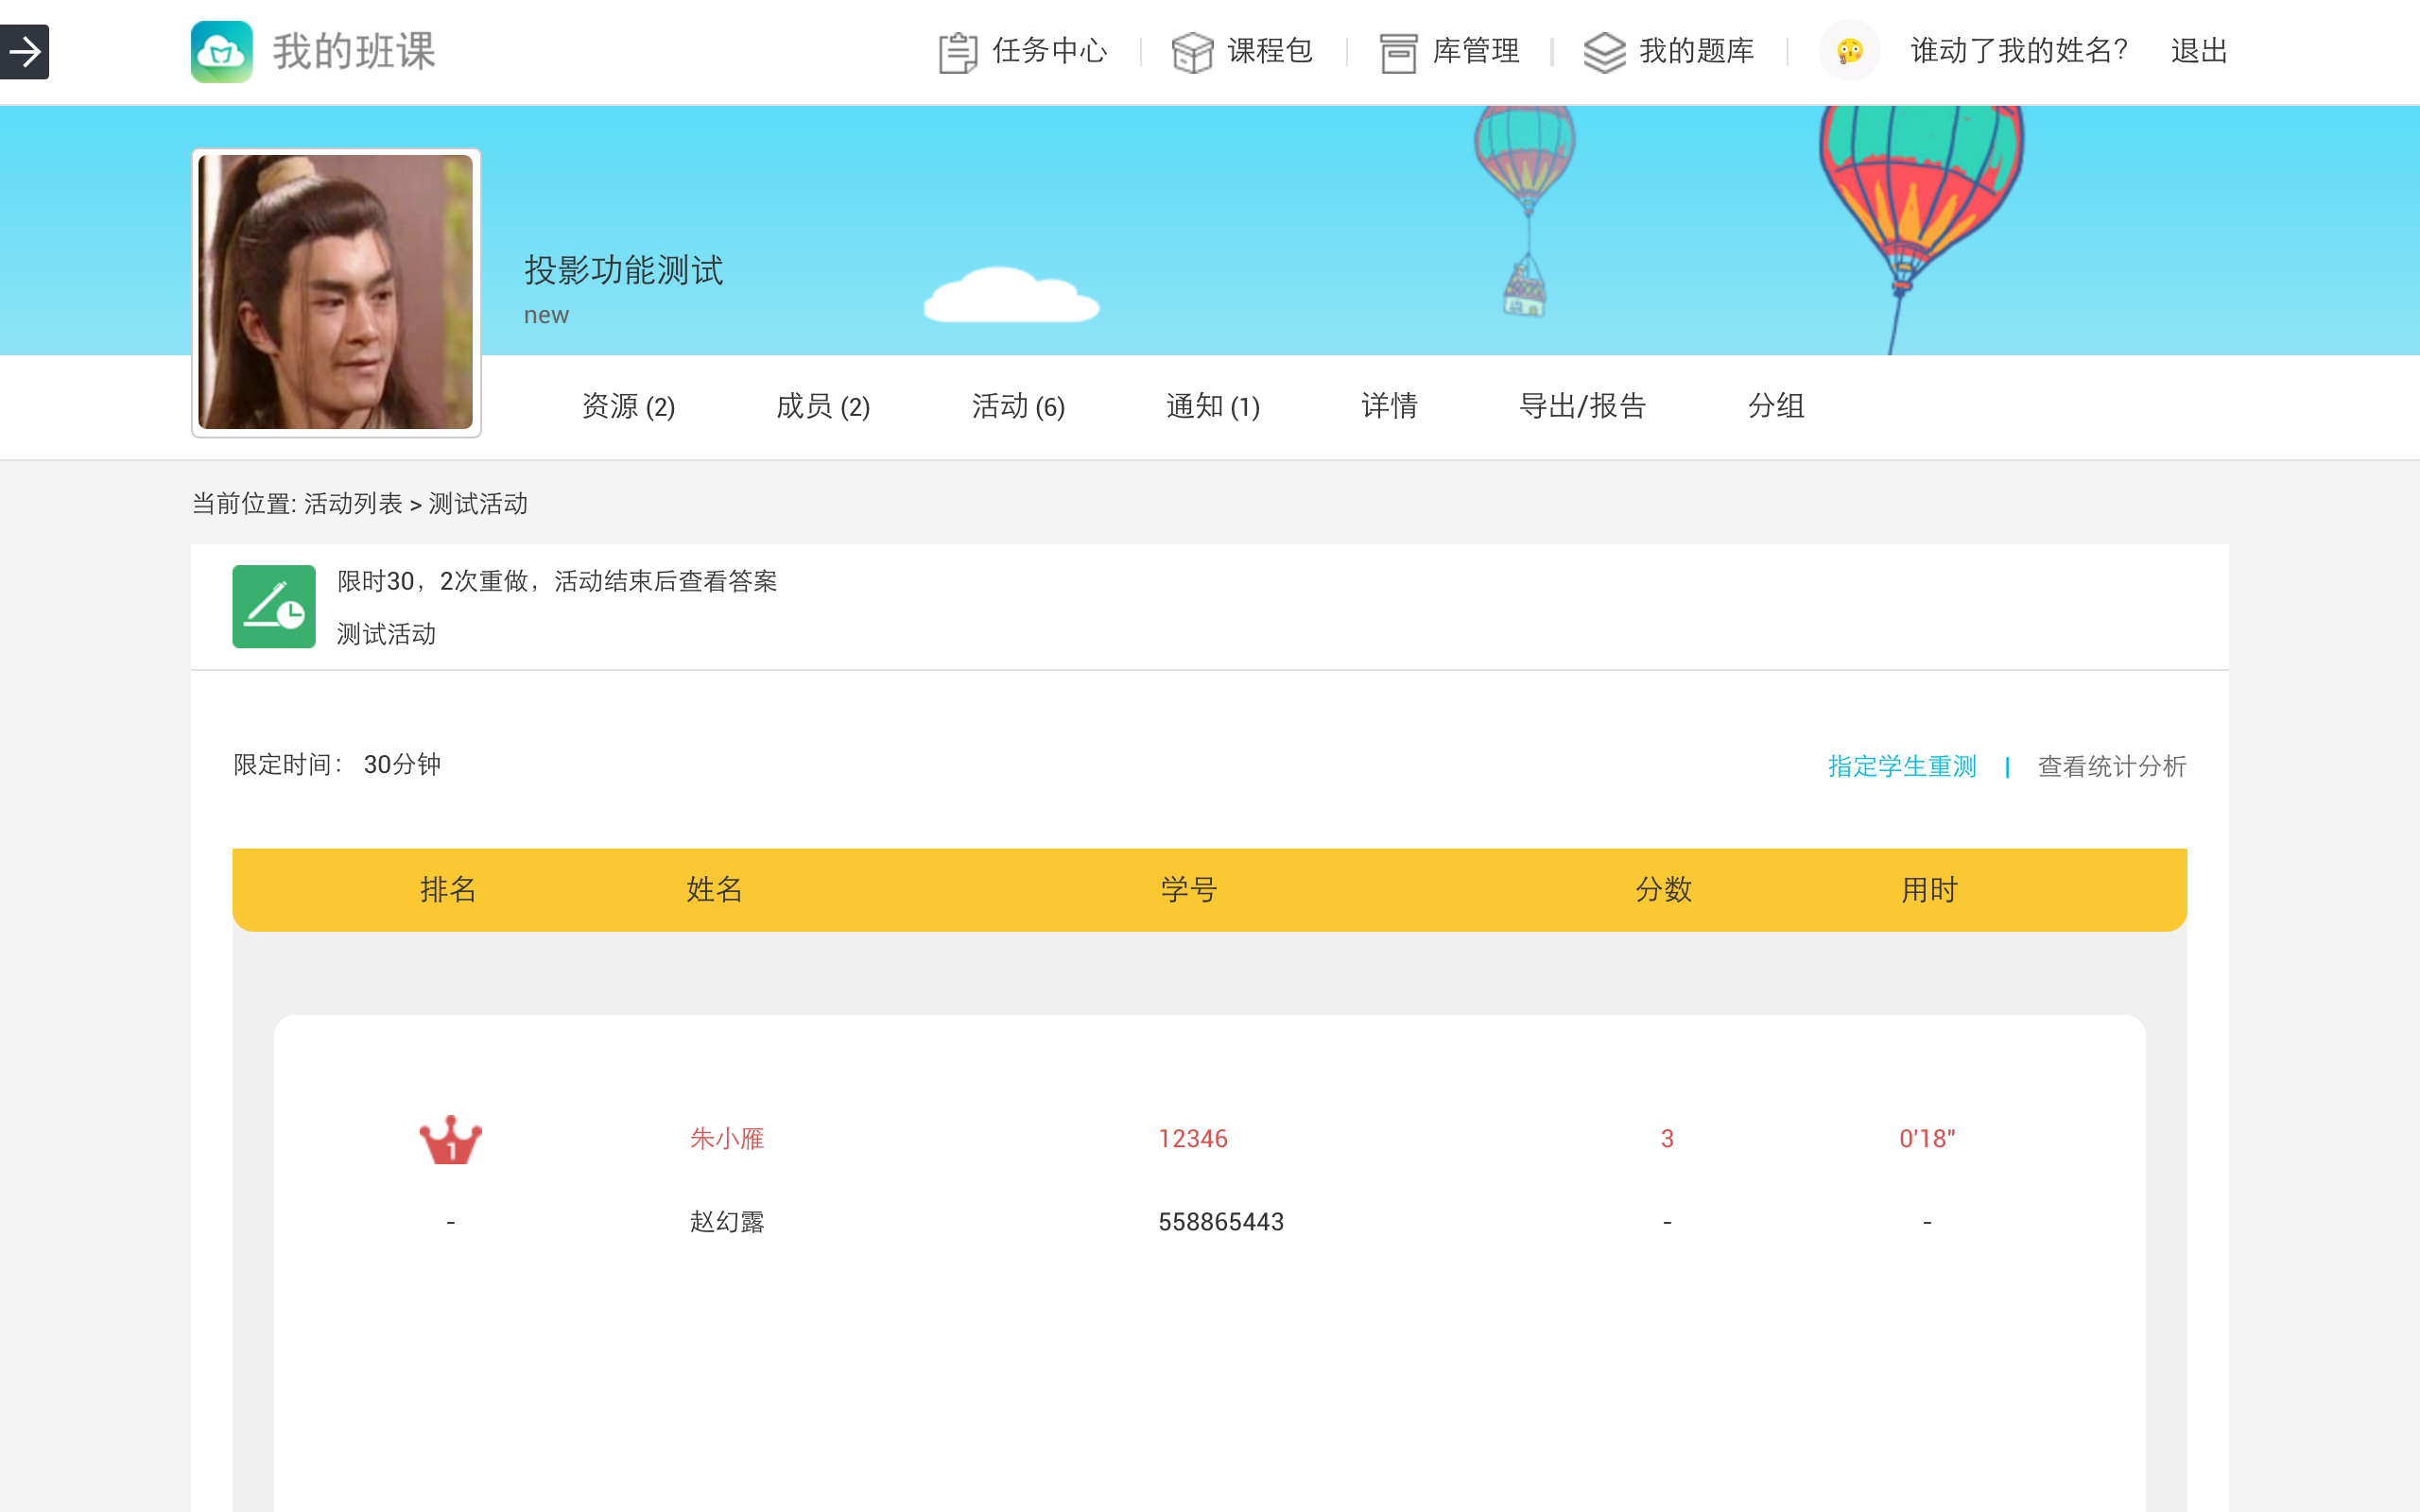 我的班课
任务中心
课程包
库管理
我的题库
谁动了我的姓名？
退出
投影功能测试
new
资源 (2)
成员 (2)
活动 (6)
通知 (1)
详情
导出/报告
分组
当前位置: 活动列表 > 测试活动
限时30，2次重做，活动结束后查看答案
测试活动
限定时间： 30分钟
指定学生重测 | 查看统计分析
排名 姓名 学号 分数 用时
1 朱小雁 12346 3 0'18"
- 赵幻露 558865443 - -